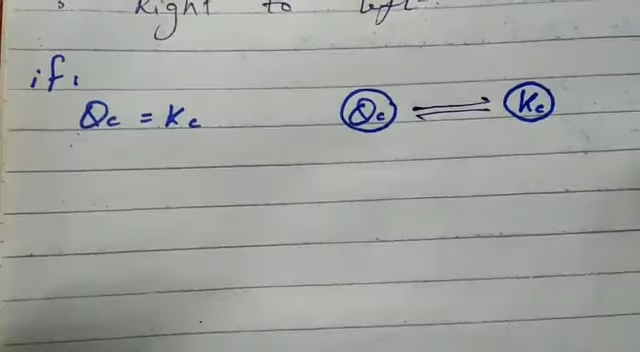 Right to left
if,
Qc = Kc Qc ⇌ Kc